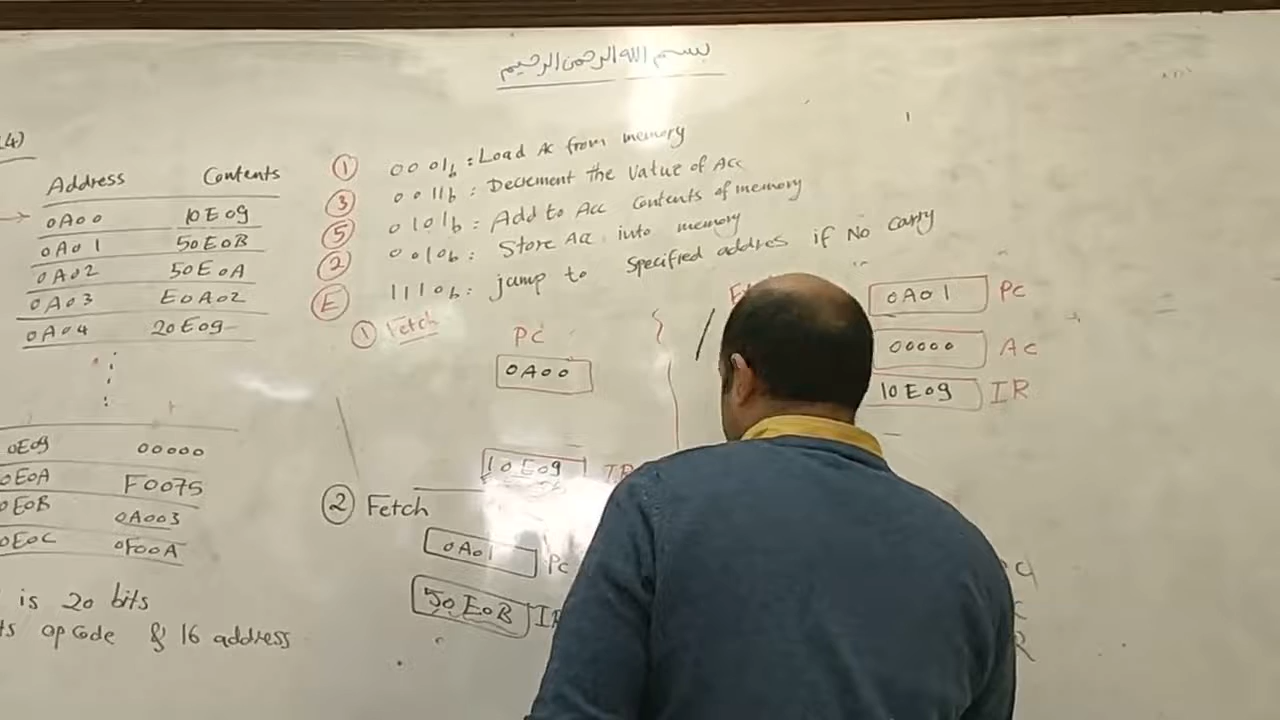 بسم الله الرحمن الرحيم
4)
Address Contents
0A00 10E09
0A01 50E0B
0A02 50E0A
0A03 E0A02
0A04 20E09
0E09 00000
0E0A F0075
0E0B 0A003
0E0C 0F00A
is 20 bits
ts opcode & 16 address
① 0001b : Load Ac from memory
③ 0011b : Decrement the value of Acc
⑤ 0101b : Add to Acc Contents of memory
② 0010b : Store Acc into memory
Ⓔ 1110b : jump to Specified addres if No carry
① Fetch
PC
0A00
10E09 IR
② Fetch
0A01 PC
50E0B IR
0A01 PC
00000 AC
10E09 IR